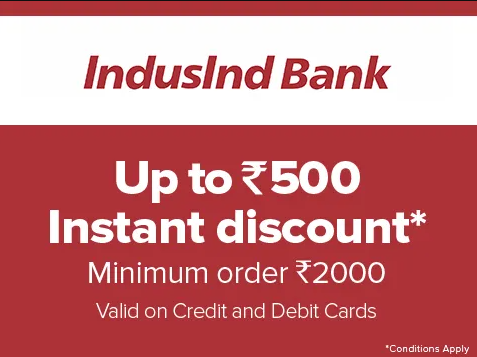 IndusInd Bank
Up to ₹500
Instant discount*
Minimum order ₹2000
Valid on Credit and Debit Cards
*Conditions Apply